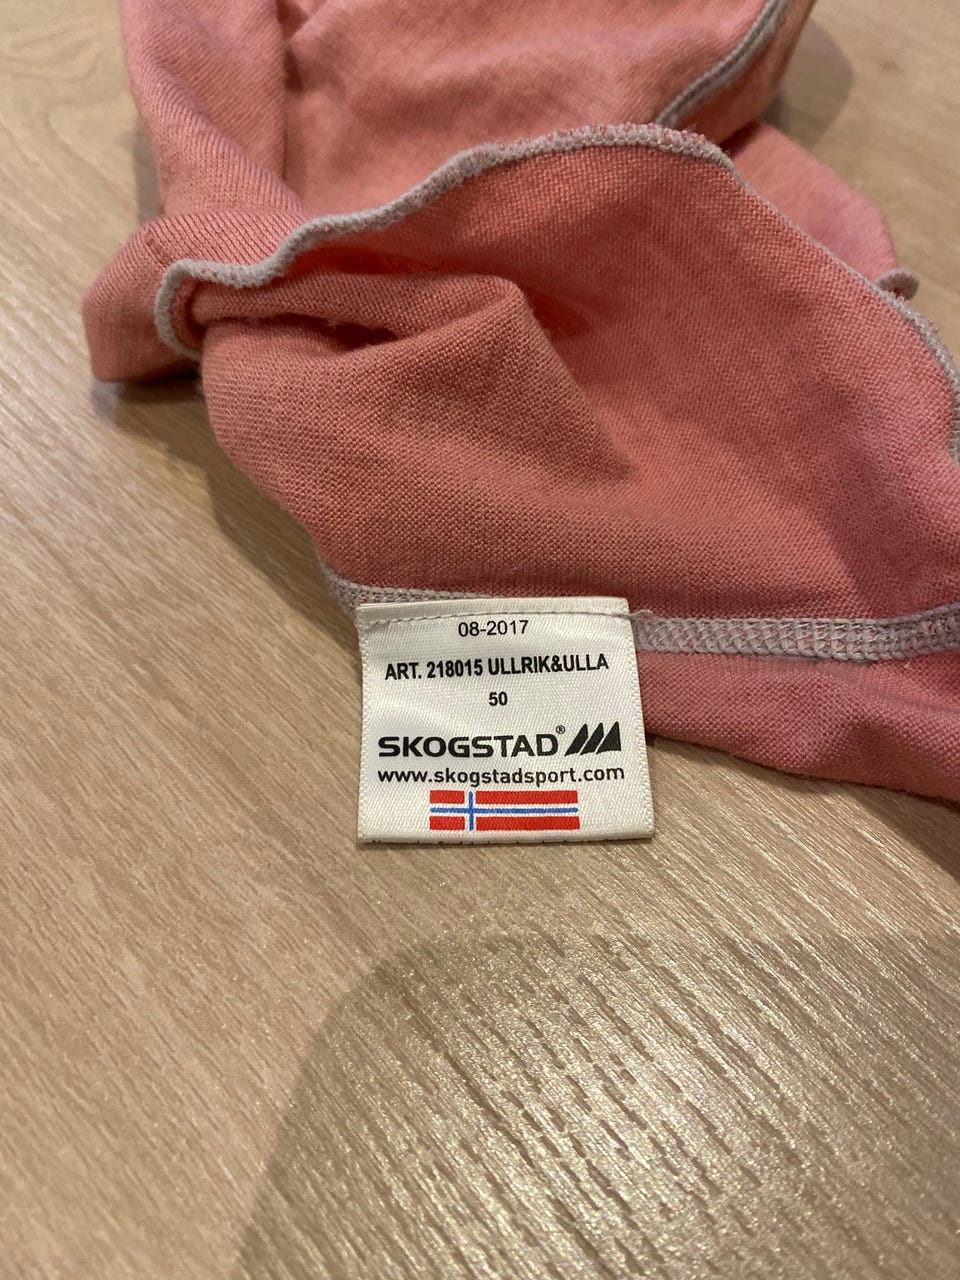 08-2017
ART. 218015 ULLRIK&ULLA
50
SKOGSTAD®
www.skogstadsport.com